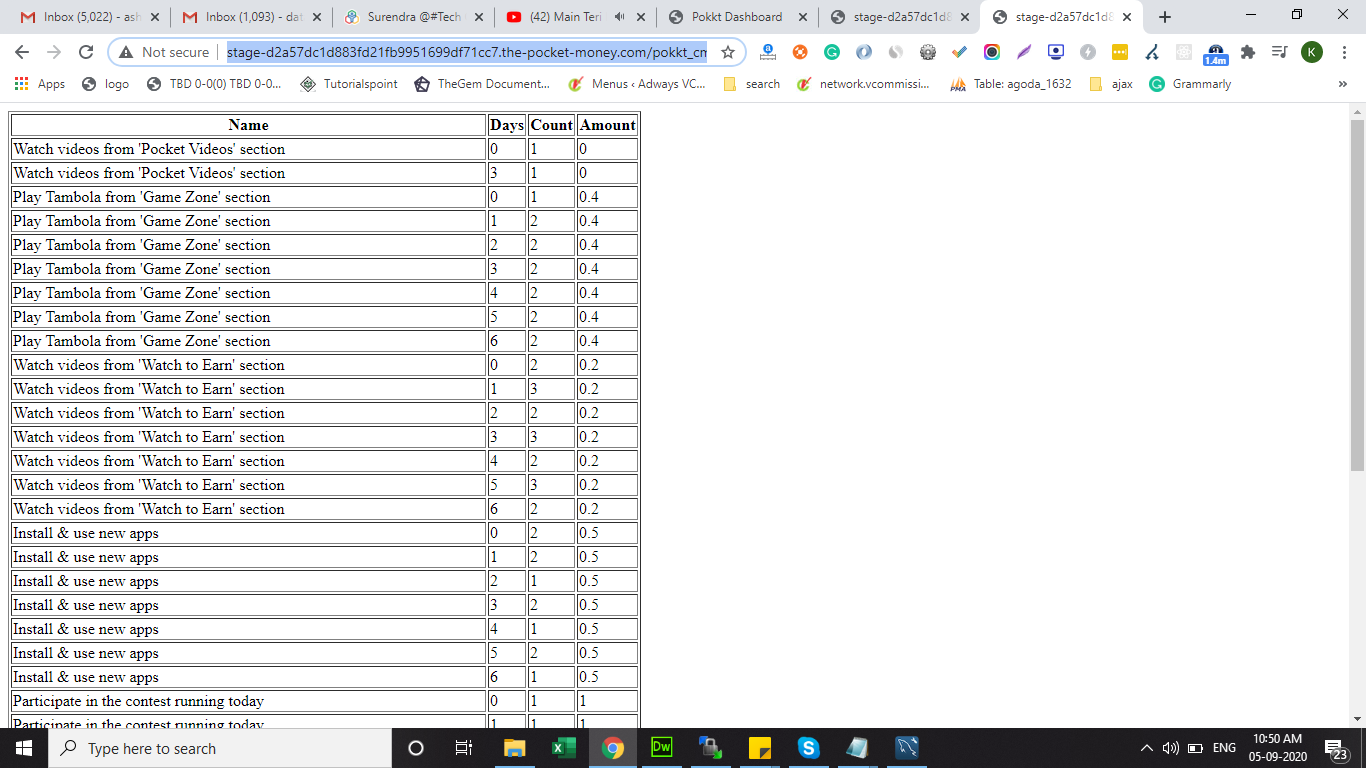 Inbox (5,022) - ash
Inbox (1,093) - dat
Surendra @#Tech
(42) Main Teri
Pokkt Dashboard
stage-d2a57dc1d8
stage-d2a57dc1d8
Not secure
stage-d2a57dc1d883fd21fb9951699df71cc7.the-pocket-money.com/pokkt_cm
1.4m
K
Apps
logo
TBD 0-0(0) TBD 0-0...
Tutorialspoint
TheGem Document...
Menus ‹ Adways VC...
search
network.vcommissi...
PMA
Table: agoda_1632
ajax
Grammarly
»
Name Days Count Amount
Watch videos from 'Pocket Videos' section 0 1 0
Watch videos from 'Pocket Videos' section 3 1 0
Play Tambola from 'Game Zone' section 0 1 0.4
Play Tambola from 'Game Zone' section 1 2 0.4
Play Tambola from 'Game Zone' section 2 2 0.4
Play Tambola from 'Game Zone' section 3 2 0.4
Play Tambola from 'Game Zone' section 4 2 0.4
Play Tambola from 'Game Zone' section 5 2 0.4
Play Tambola from 'Game Zone' section 6 2 0.4
Watch videos from 'Watch to Earn' section 0 2 0.2
Watch videos from 'Watch to Earn' section 1 3 0.2
Watch videos from 'Watch to Earn' section 2 2 0.2
Watch videos from 'Watch to Earn' section 3 3 0.2
Watch videos from 'Watch to Earn' section 4 2 0.2
Watch videos from 'Watch to Earn' section 5 3 0.2
Watch videos from 'Watch to Earn' section 6 2 0.2
Install & use new apps 0 2 0.5
Install & use new apps 1 2 0.5
Install & use new apps 2 1 0.5
Install & use new apps 3 2 0.5
Install & use new apps 4 1 0.5
Install & use new apps 5 2 0.5
Install & use new apps 6 1 0.5
Participate in the contest running today 0 1 1
Participate in the contest running today 1 1 1
Type here to search
Dw
ENG
10:50 AM
05-09-2020
23